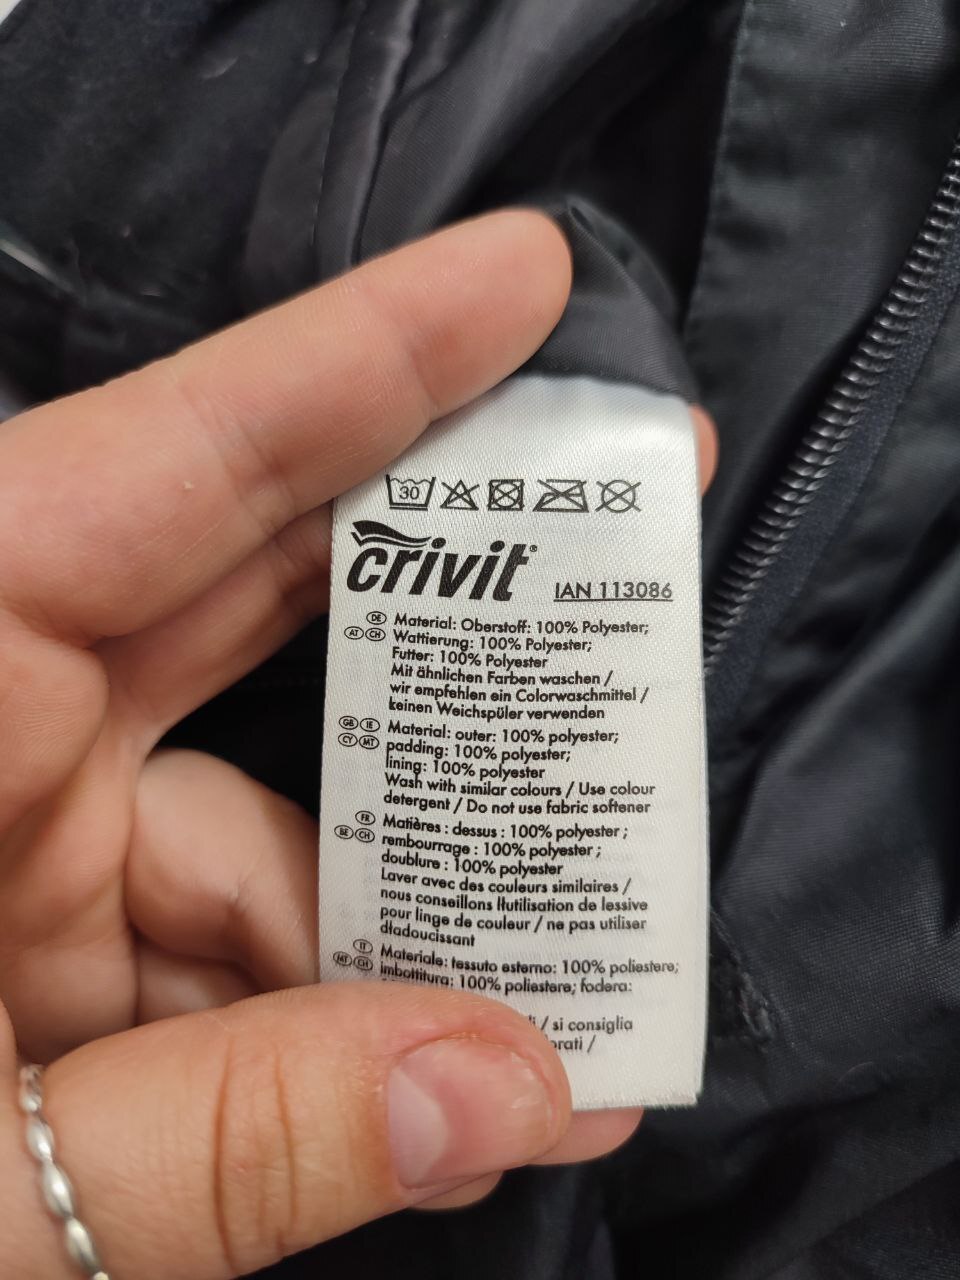 30
crivit®
IAN 113086
DE Material: Oberstoff: 100% Polyester;
AT CH Wattierung: 100% Polyester;
Futter: 100% Polyester
Mit ähnlichen Farben waschen /
wir empfehlen ein Colorwaschmittel /
keinen Weichspüler verwenden
GB IE Material: outer: 100% polyester;
CY MT padding: 100% polyester;
lining: 100% polyester
Wash with similar colours / Use colour
detergent / Do not use fabric softener
FR Matières : dessus : 100% polyester ;
BE CH rembourrage : 100% polyester ;
doublure : 100% polyester
Laver avec des couleurs similaires /
nous conseillons łlutilisation de lessive
pour linge de couleur / ne pas utiliser
dładoucissant
IT Materiale: tessuto esterno: 100% poliestere;
MT CH imbottitura: 100% poliestere; fodera:
/ si consiglia
/